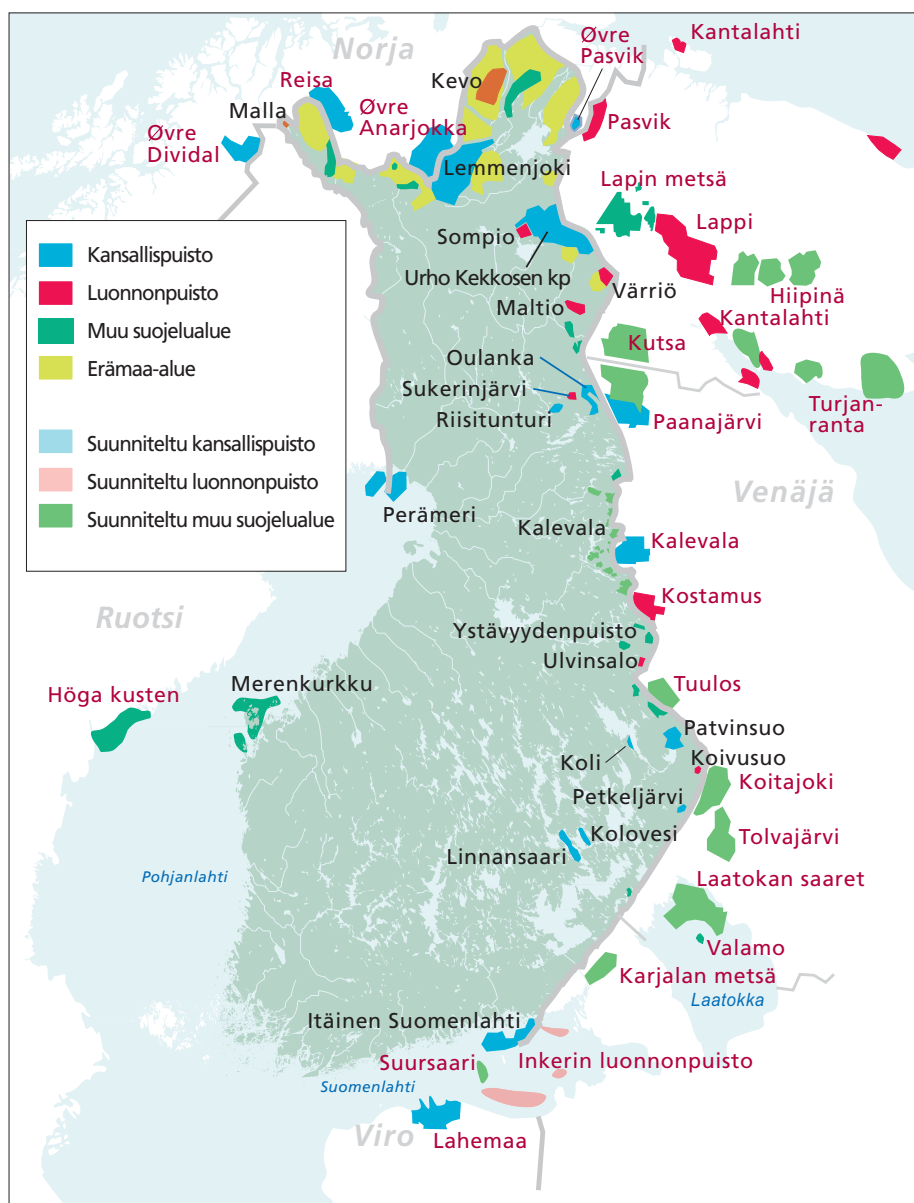 Norja
Øvre
Pasvik
Kantalahti
Kevo
Reisa
Malla
Øvre
Anarjokka
Pasvik
Øvre
Dividal
Lemmenjoki
Lapin metsä
Lappi
Sompio
Urho Kekkosen kp
Värriö
Hiipinä
Maltio
Kantalahti
Kutsa
Oulanka
Sukerinjärvi
Riisitunturi
Paanajärvi
Turjan-
ranta
Kansallispuisto
Luonnonpuisto
Muu suojelualue
Erämaa-alue
Suunniteltu kansallispuisto
Suunniteltu luonnonpuisto
Suunniteltu muu suojelualue
Venäjä
Perämeri
Kalevala
Kalevala
Kostamus
Ruotsi
Ystävyydenpuisto
Ulvinsalo
Höga kusten
Merenkurkku
Tuulos
Patvinsuo
Koli
Koivusuo
Koitajoki
Petkeljärvi
Kolovesi
Tolvajärvi
Linnansaari
Pohjanlahti
Laatokan saaret
Valamo
Karjalan metsä
Laatokka
Itäinen Suomenlahti
Suursaari
Inkerin luonnonpuisto
Suomenlahti
Viro
Lahemaa